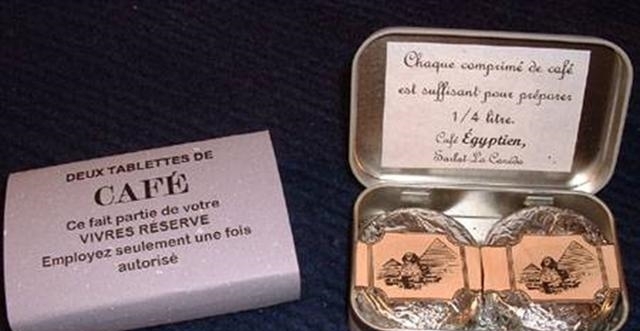 DEUX TABLETTES DE
CAFÉ
Ce fait partie de votre
VIVRES RÉSERVE
Employez seulement une fois
autorisé
Chaque comprimé de café
est suffisant pour préparer
1/4 litre.
Café Égyptien,
Sarlat-La Canéda